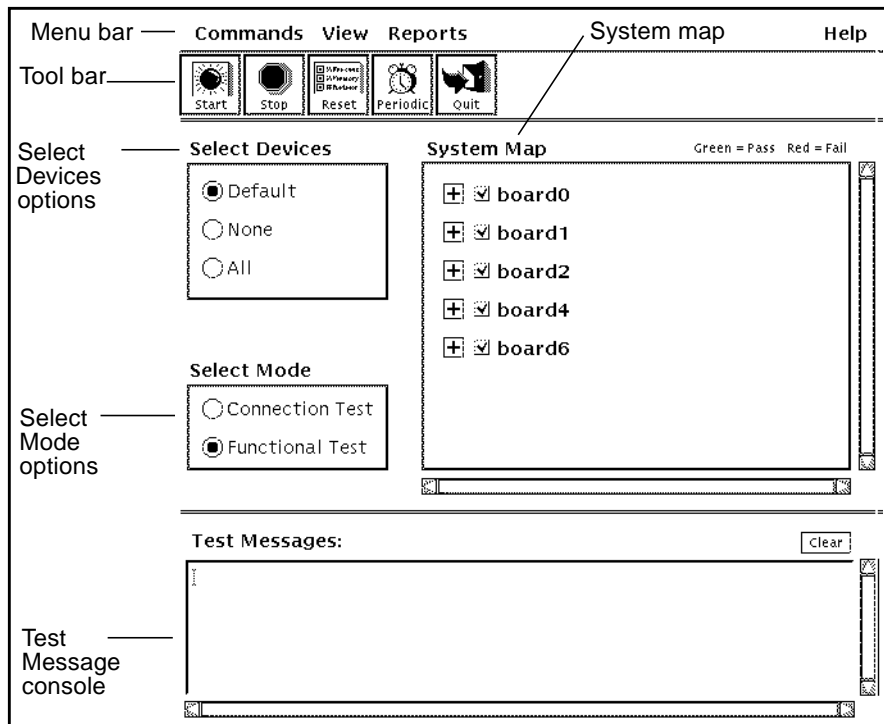 Menu bar
Commands View Reports
System map
Help
Tool bar
Start
Stop
Reset
Periodic
Quit
Select
Devices
options
Select Devices
Default
None
All
System Map
Green = Pass Red = Fail
board0
board1
board2
board4
board6
Select
Mode
options
Select Mode
Connection Test
Functional Test
Test Messages:
Clear
Test
Message
console